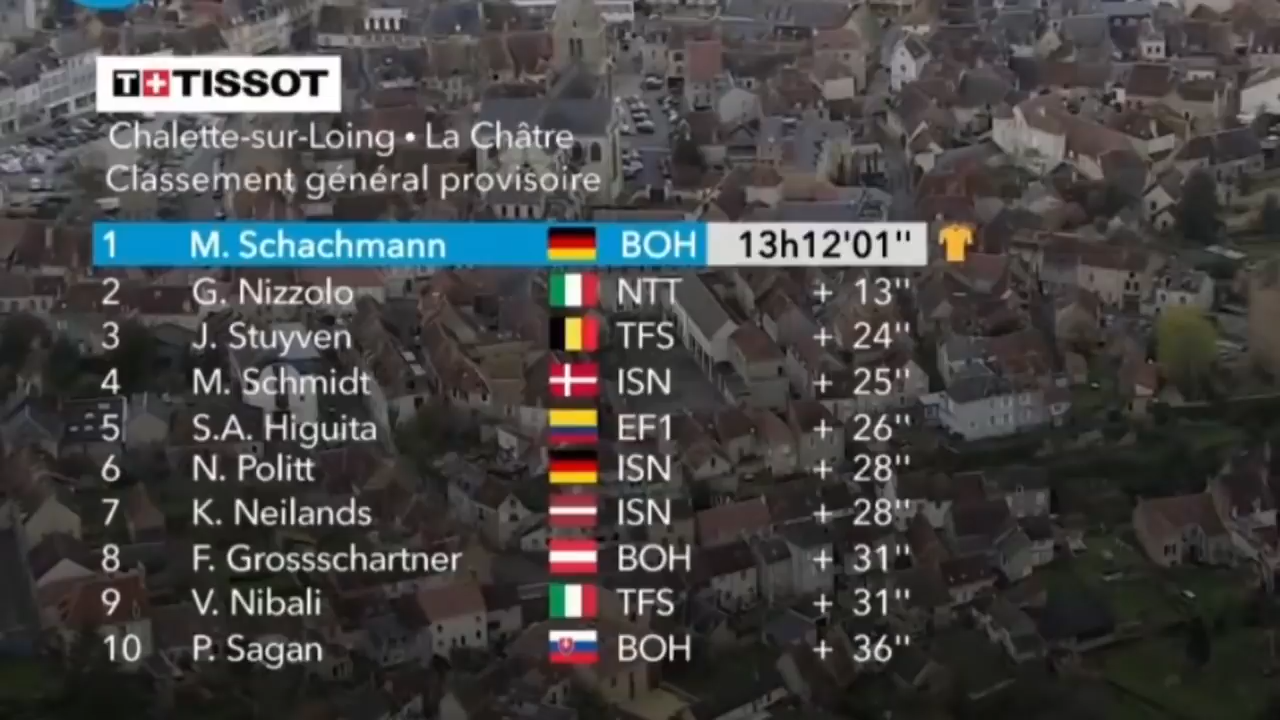 T+TISSOT
Chalette-sur-Loing • La Châtre
Classement général provisoire
1 M. Schachmann BOH 13h12'01''
2 G. Nizzolo NTT + 13''
3 J. Stuyven TFS + 24''
4 M. Schmidt ISN + 25''
5 S.A. Higuita EF1 + 26''
6 N. Politt ISN + 28''
7 K. Neilands ISN + 28''
8 F. Grossschartner BOH + 31''
9 V. Nibali TFS + 31''
10 P. Sagan BOH + 36''